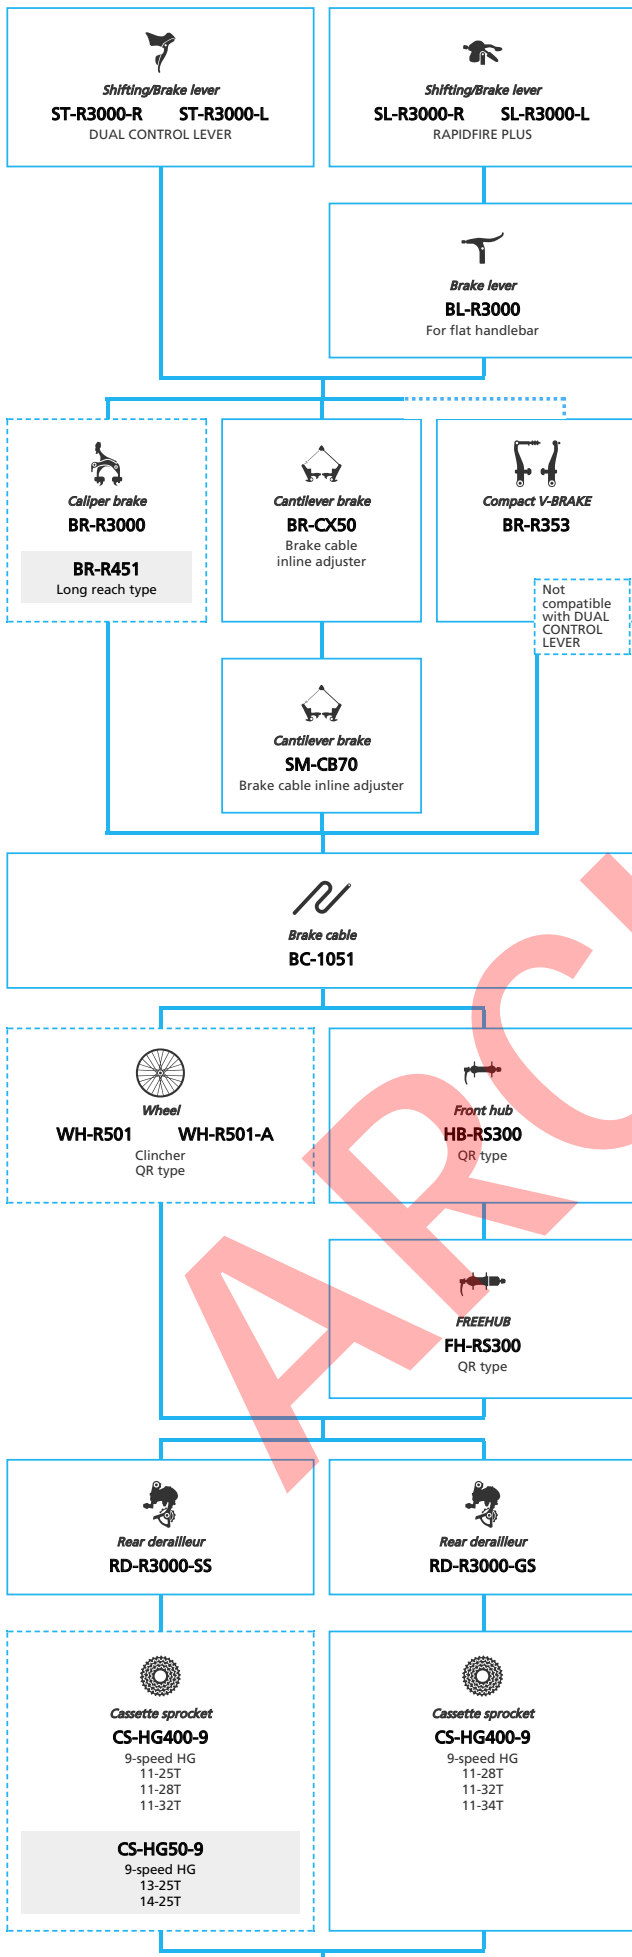 Shifting/Brake lever
ST-R3000-R ST-R3000-L
DUAL CONTROL LEVER
Shifting/Brake lever
SL-R3000-R SL-R3000-L
RAPIDFIRE PLUS
Brake lever
BL-R3000
For flat handlebar
Caliper brake
BR-R3000
BR-R451
Long reach type
Cantilever brake
BR-CX50
Brake cable
inline adjuster
Compact V-BRAKE
BR-R353
Not
compatible
with DUAL
CONTROL
LEVER
Cantilever brake
SM-CB70
Brake cable inline adjuster
Brake cable
BC-1051
Wheel
WH-R501 WH-R501-A
Clincher
QR type
Front hub
HB-RS300
QR type
FREEHUB
FH-RS300
QR type
Rear derailleur
RD-R3000-SS
Rear derailleur
RD-R3000-GS
Cassette sprocket
CS-HG400-9
9-speed HG
11-25T
11-28T
11-32T
CS-HG50-9
9-speed HG
13-25T
14-25T
Cassette sprocket
CS-HG400-9
9-speed HG
11-28T
11-32T
11-34T